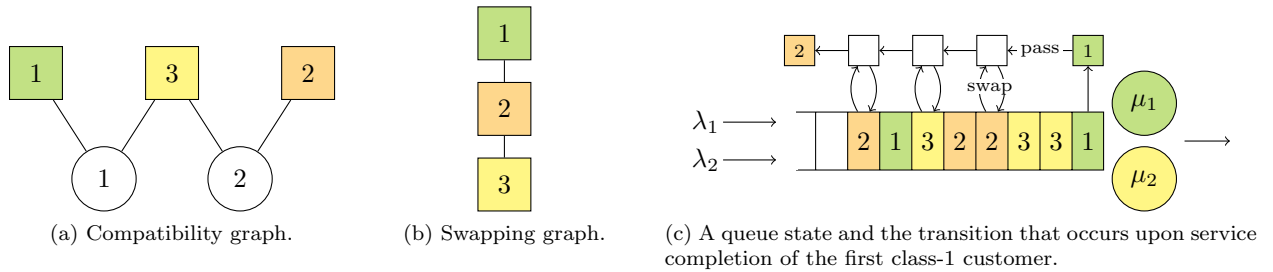 1
3
2
1
2
(a) Compatibility graph.
1
2
3
(b) Swapping graph.
2
pass
1
swap
λ₁
λ₂
2 1 3 2 2 3 3 1
μ₁
μ₂
(c) A queue state and the transition that occurs upon service
completion of the first class-1 customer.